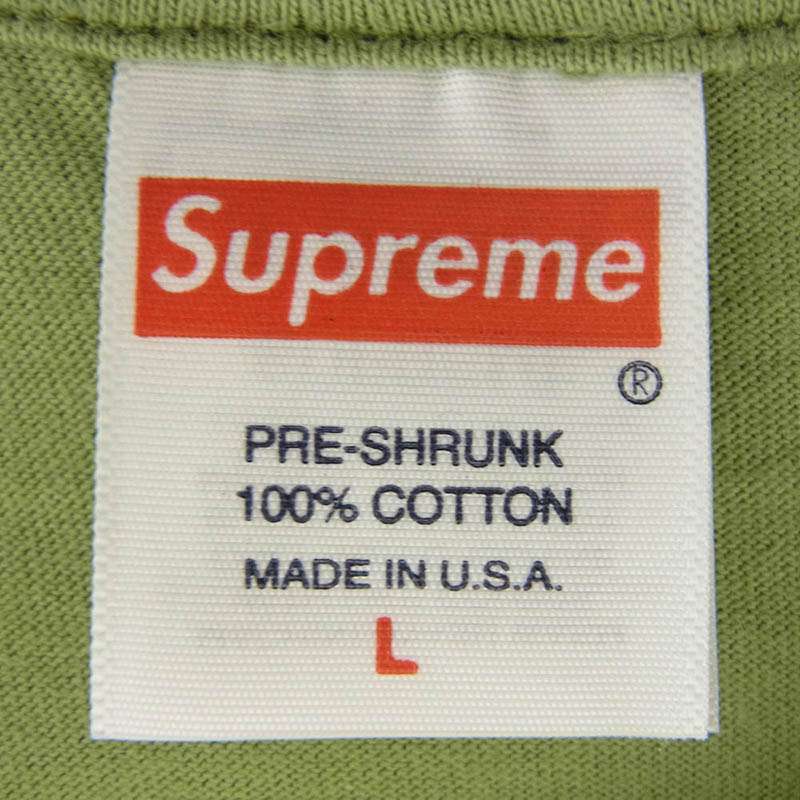 Supreme
®
PRE-SHRUNK
100% COTTON
MADE IN U.S.A.
L